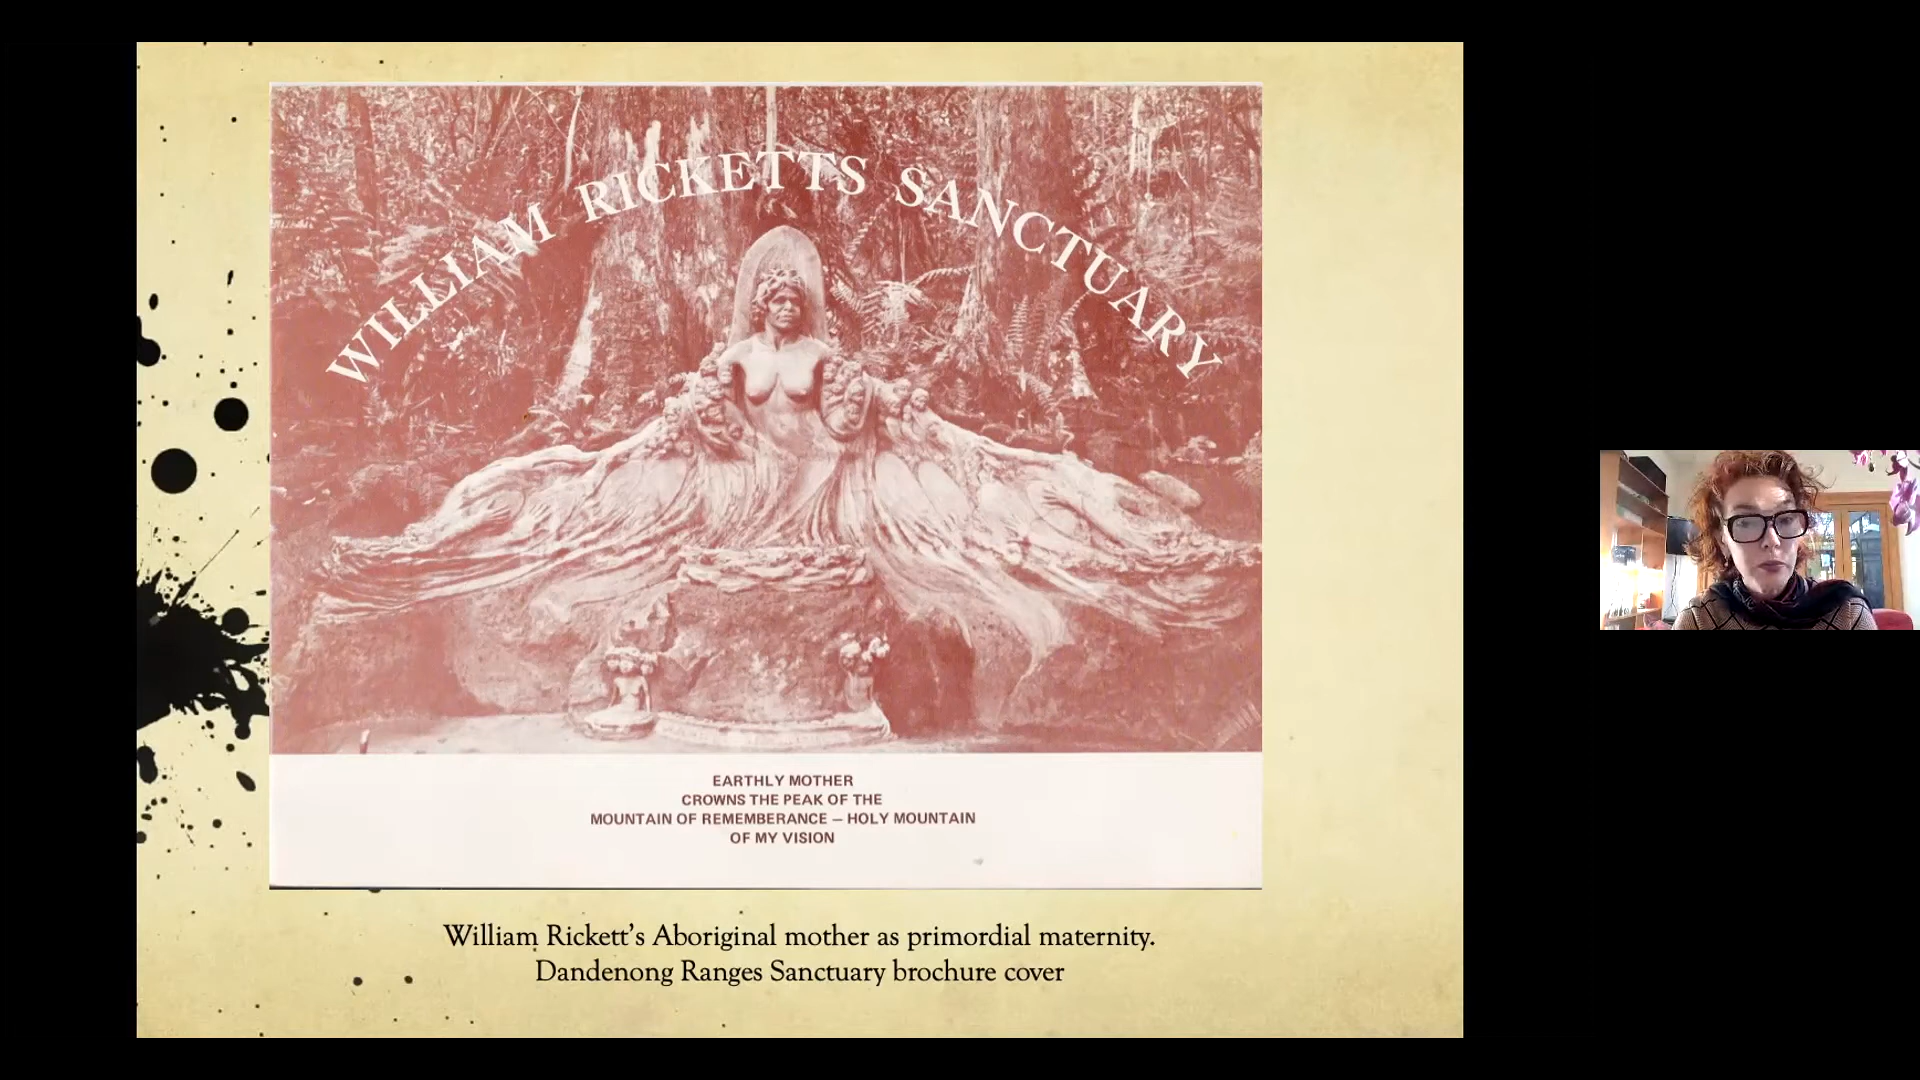 WILLIAM RICKETTS SANCTUARY
EARTHLY MOTHER
CROWNS THE PEAK OF THE
MOUNTAIN OF REMEMBERANCE — HOLY MOUNTAIN
OF MY VISION
William Rickett's Aboriginal mother as primordial maternity.
Dandenong Ranges Sanctuary brochure cover